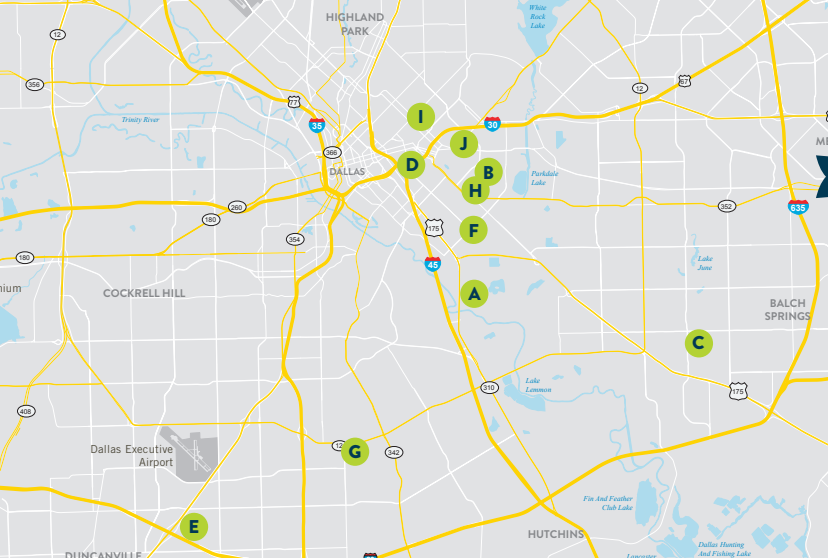 HIGHLAND
PARK
White
Rock
Lake
12
356
67
12
77
I
30
Trinity River
35
J
366
D
DALLAS
B
Parkdale
Lake
H
260
352
635
180
175
F
354
180
45
Lake
June
A
COCKRELL HILL
BALCH
SPRINGS
C
310
Lake
Lemmon
175
408
Dallas Executive
Airport
G
342
Fin And Feather
Club Lake
E
HUTCHINS
Dallas Hunting
And Fishing Lake
DUNCANVILLE
Lancaster